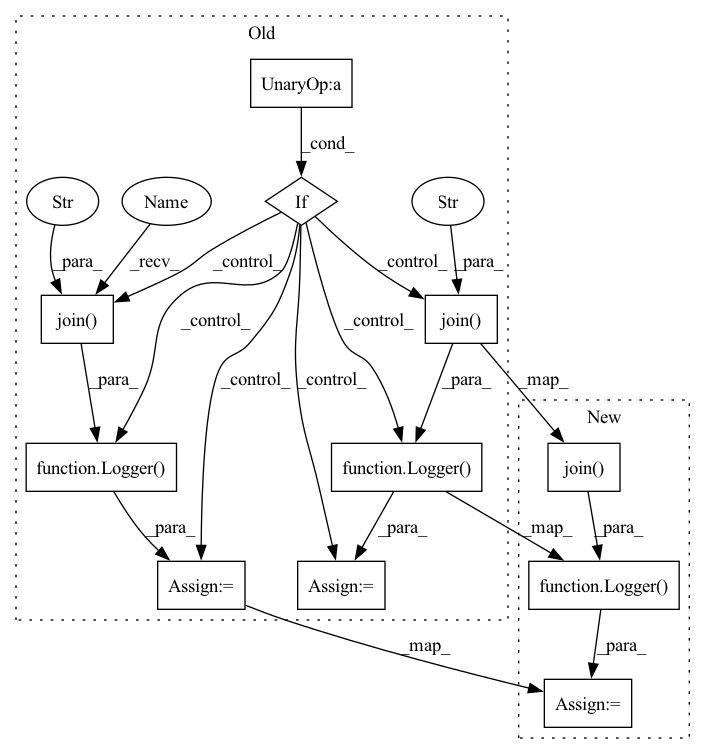 Old
UnaryOp:a
_cond_
Str
Name
If
Str
_para_
_recv_
_control_
_control_
_para_
join()
_control_
_control_
join()
_para_
_control_
_control_
_para_
_map_
New
function.Logger()
function.Logger()
join()
_para_
_para_
_map_
_para_
Assign:=
Assign:=
function.Logger()
_map_
_para_
Assign:=